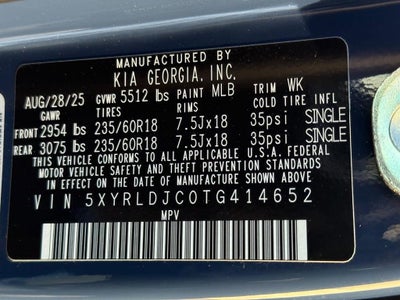 MANUFACTURED BY
KIA GEORGIA, INC.
AUG/28/25 GVWR 5512 lbs PAINT MLB TRIM WK
GAWR TIRES RIMS COLD TIRE INFL
FRONT 2954 lbs 235/60R18 7.5Jx18 35psi SINGLE
REAR 3075 lbs 235/60R18 7.5Jx18 35psi SINGLE
THIS VEHICLE CONFORMS TO ALL APPLICABLE U.S.A. FEDERAL
MOTOR VEHICLE SAFETY AND THEFT PREVENTION STANDARDS
IN EFFECT ON THE DATE OF MANUFACTURE SHOWN ABOVE.
VIN 5XYRLDJC0TG414652
MPV